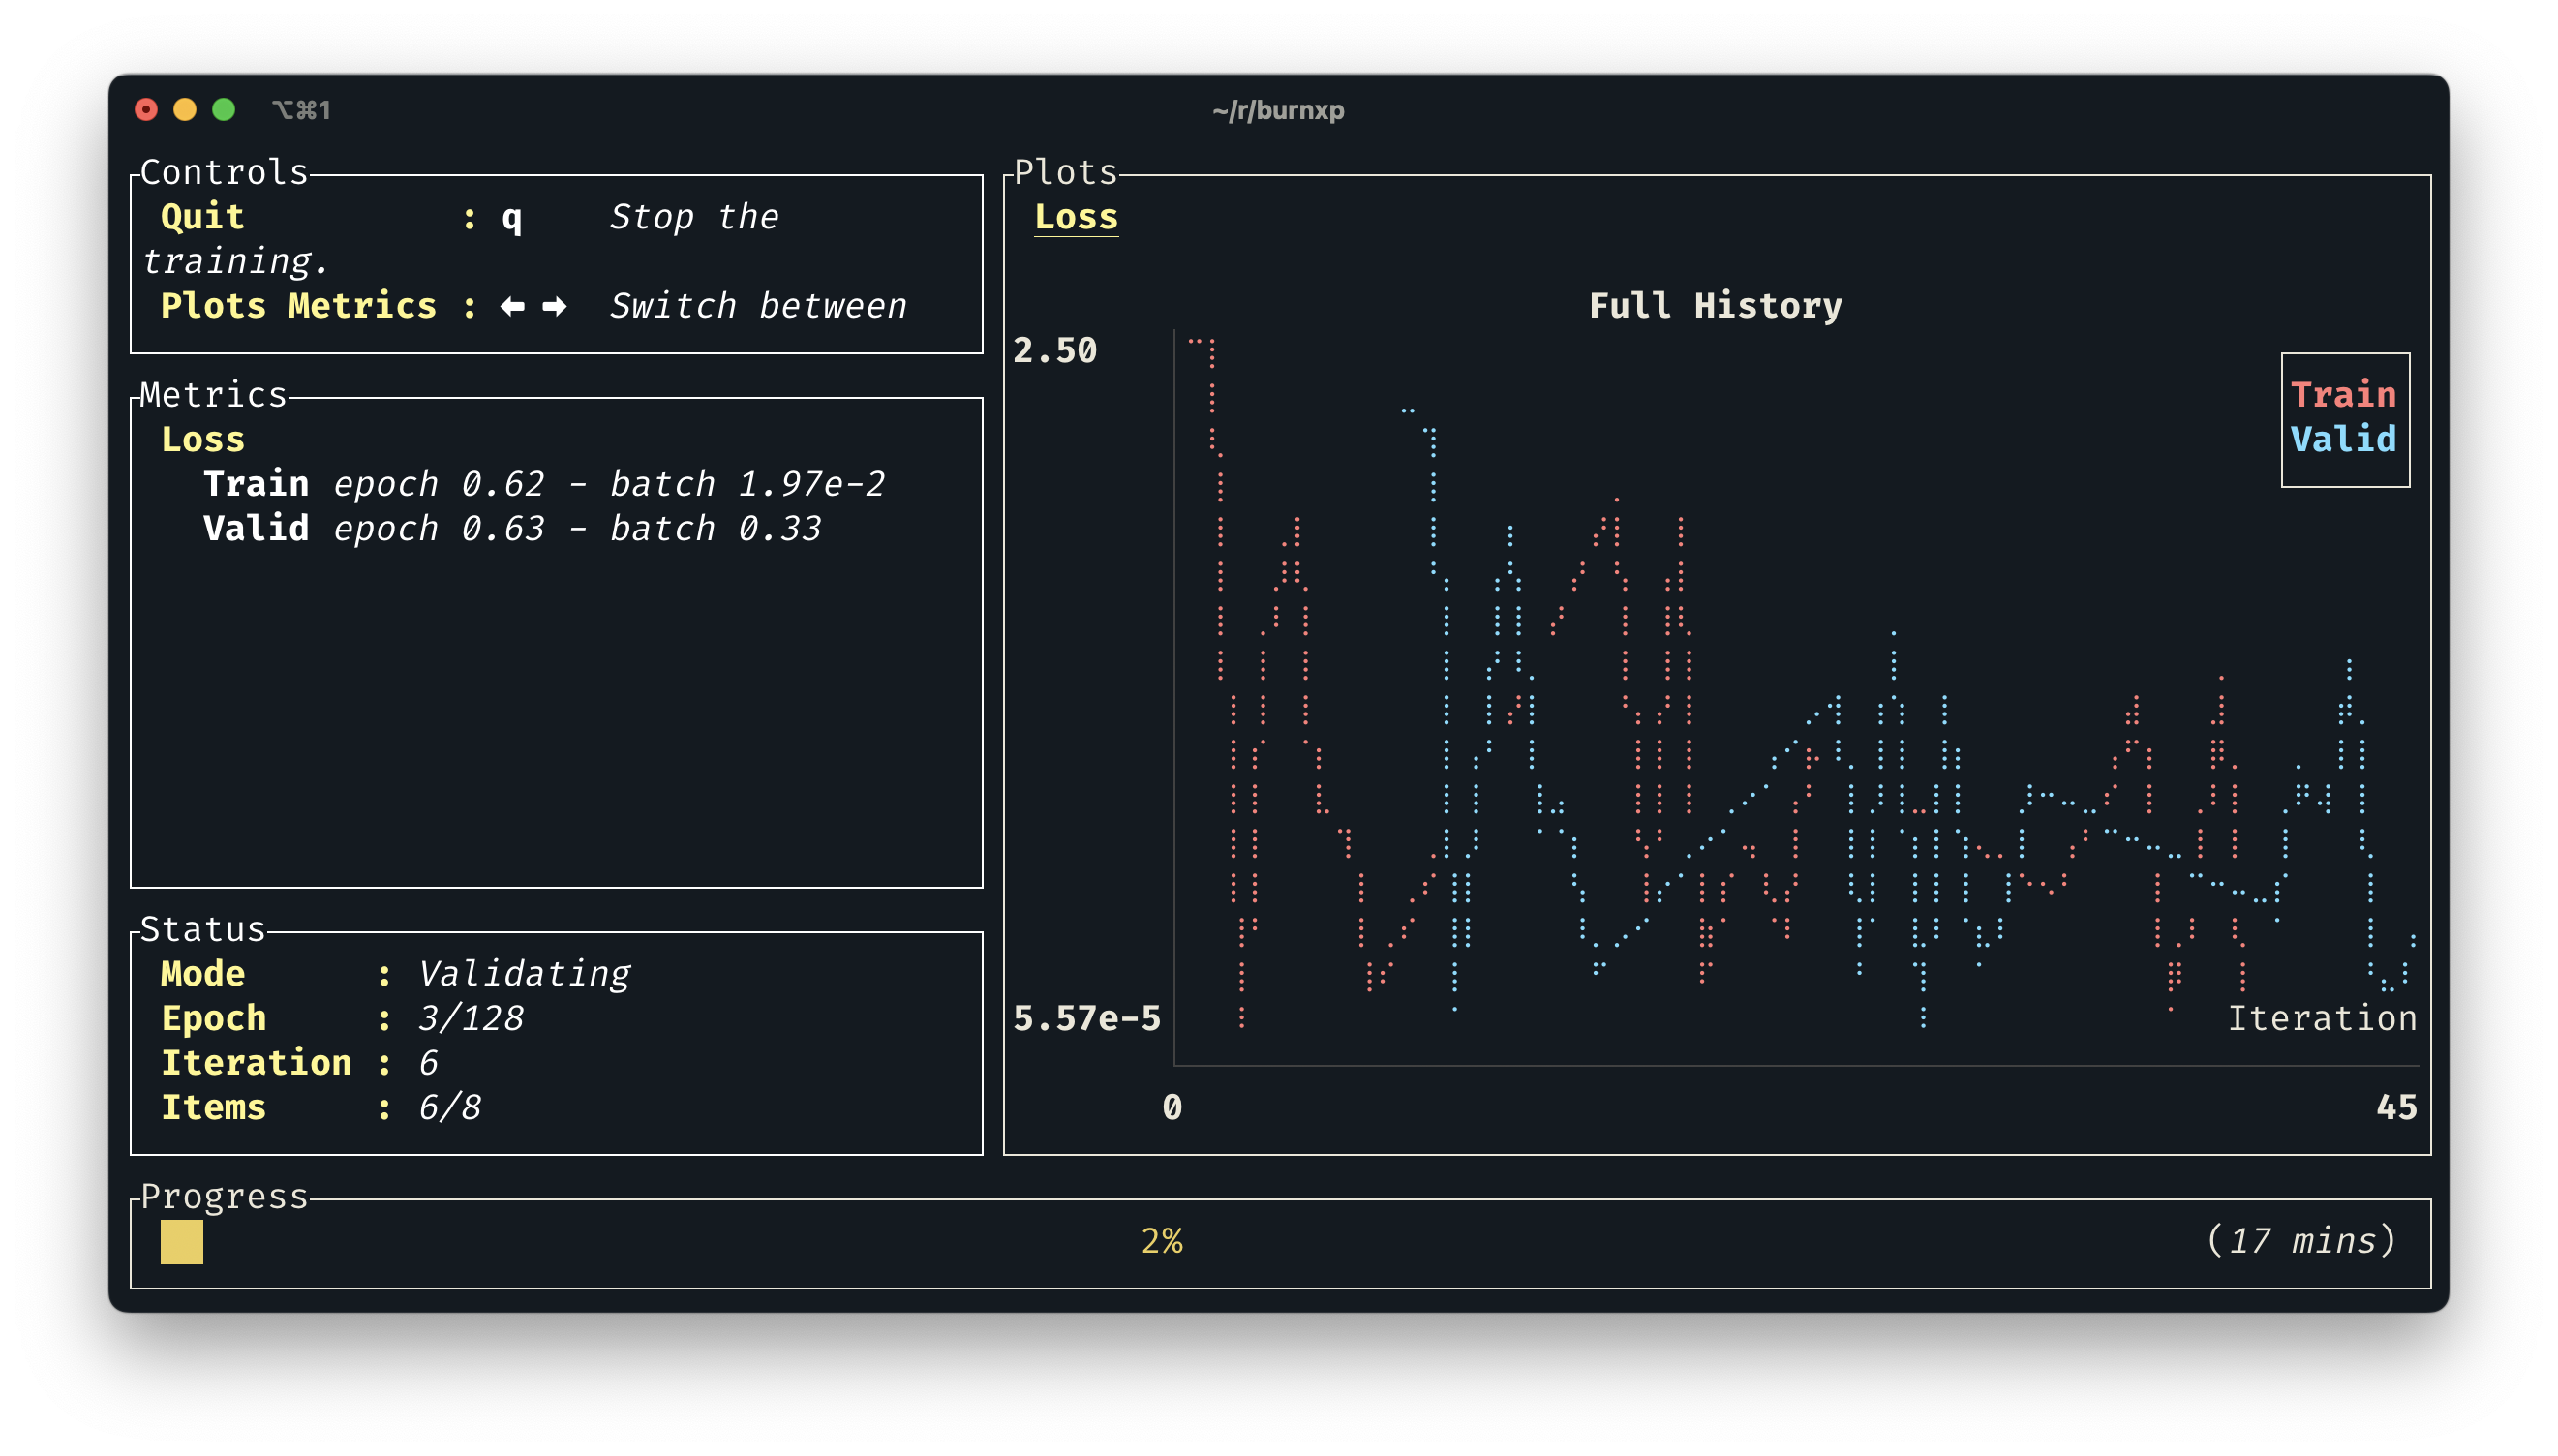 ⌥⌘1
~/r/burnxp
Controls
Quit : q Stop the
training.
Plots Metrics : ⬅ ➡ Switch between
Metrics
Loss
Train epoch 0.62 - batch 1.97e-2
Valid epoch 0.63 - batch 0.33
Status
Mode : Validating
Epoch : 3/128
Iteration : 6
Items : 6/8
Plots
Loss
Full History
2.50
Train
Valid
5.57e-5
Iteration
0 45
Progress
2% (17 mins)